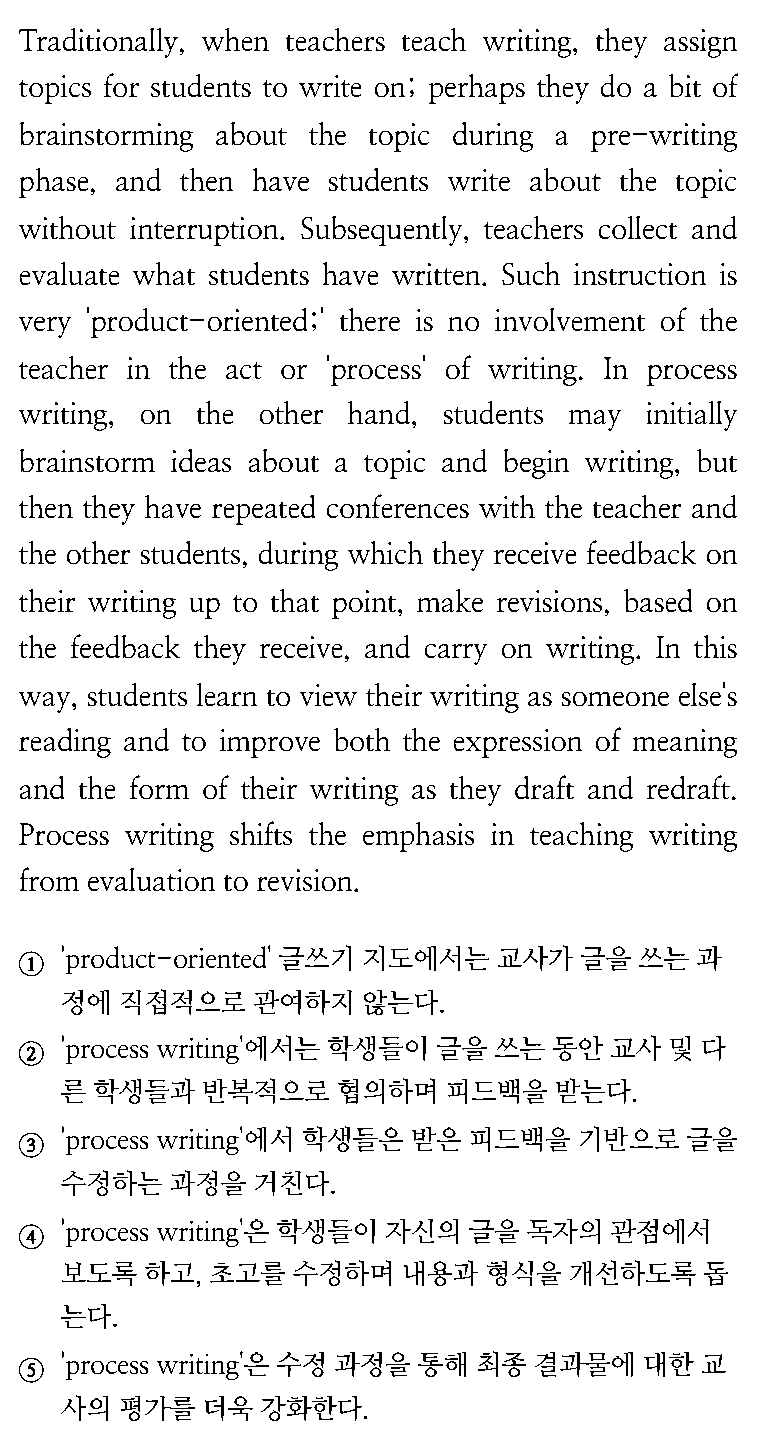 Traditionally, when teachers teach writing, they assign
topics for students to write on; perhaps they do a bit of
brainstorming about the topic during a pre-writing
phase, and then have students write about the topic
without interruption. Subsequently, teachers collect and
evaluate what students have written. Such instruction is
very 'product-oriented;' there is no involvement of the
teacher in the act or 'process' of writing. In process
writing, on the other hand, students may initially
brainstorm ideas about a topic and begin writing, but
then they have repeated conferences with the teacher and
the other students, during which they receive feedback on
their writing up to that point, make revisions, based on
the feedback they receive, and carry on writing. In this
way, students learn to view their writing as someone else's
reading and to improve both the expression of meaning
and the form of their writing as they draft and redraft.
Process writing shifts the emphasis in teaching writing
from evaluation to revision.
① 'product-oriented' 글쓰기 지도에서는 교사가 글을 쓰는 과
정에 직접적으로 관여하지 않는다.
② 'process writing'에서는 학생들이 글을 쓰는 동안 교사 및 다
른 학생들과 반복적으로 협의하며 피드백을 받는다.
③ 'process writing'에서 학생들은 받은 피드백을 기반으로 글을
수정하는 과정을 거친다.
④ 'process writing'은 학생들이 자신의 글을 독자의 관점에서
보도록 하고, 초고를 수정하며 내용과 형식을 개선하도록 돕
는다.
⑤ 'process writing'은 수정 과정을 통해 최종 결과물에 대한 교
사의 평가를 더욱 강화한다.